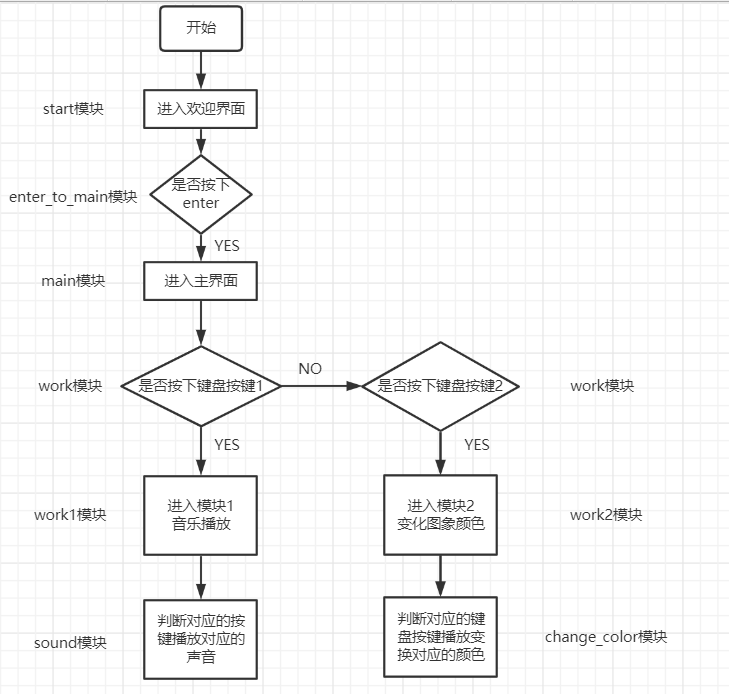 开始
start模块
进入欢迎界面
enter_to_main模块
是否按下
enter
YES
main模块
进入主界面
work模块
是否按下键盘按键1
NO
是否按下键盘按键2
work模块
YES
YES
work1模块
进入模块1
音乐播放
进入模块2
变化图象颜色
work2模块
sound模块
判断对应的按
键播放对应的
声音
判断对应的键
盘按键播放变
换对应的颜色
change_color模块